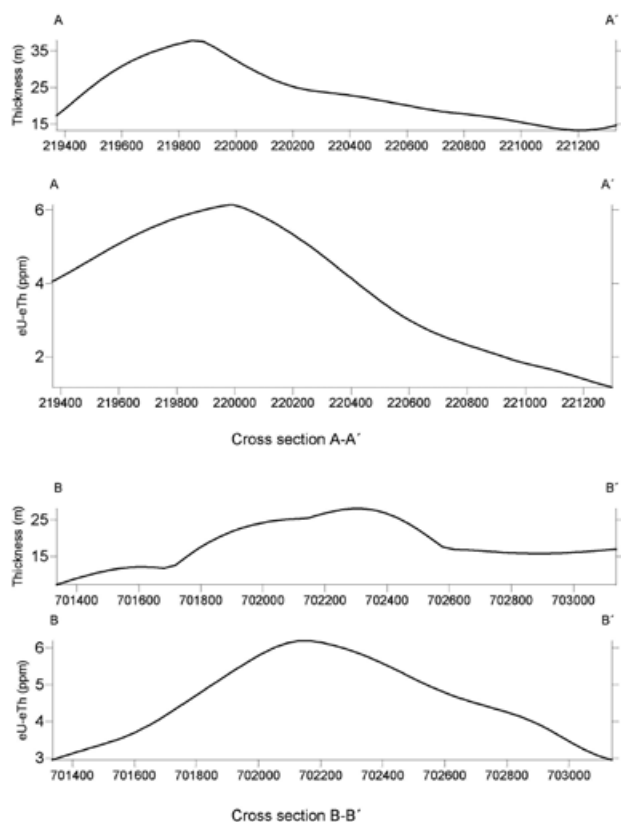 A A´
Thickness (m)
35
25
15
219400 219600 219800 220000 220200 220400 220600 220800 221000 221200
A A´
eU-eTh (ppm)
6
4
2
219400 219600 219800 220000 220200 220400 220600 220800 221000 221200
Cross section A-A´
B B´
Thickness (m)
25
15
701400 701600 701800 702000 702200 702400 702600 702800 703000
B B´
eU-eTh (ppm)
6
5
4
3
701400 701600 701800 702000 702200 702400 702600 702800 703000
Cross section B-B´